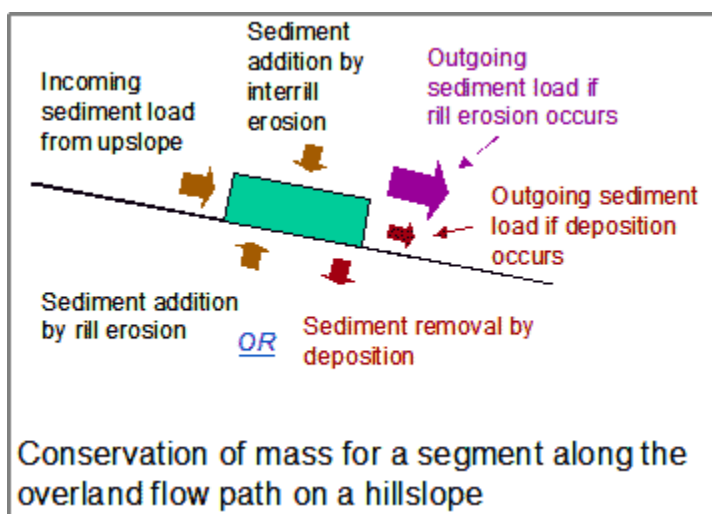 Sediment
addition by
interrill
erosion
Incoming
sediment load
from upslope
Outgoing
sediment load if
rill erosion occurs
Outgoing sediment
load if deposition
occurs
Sediment addition
by rill erosion
OR
Sediment removal by
deposition
Conservation of mass for a segment along the
overland flow path on a hillslope